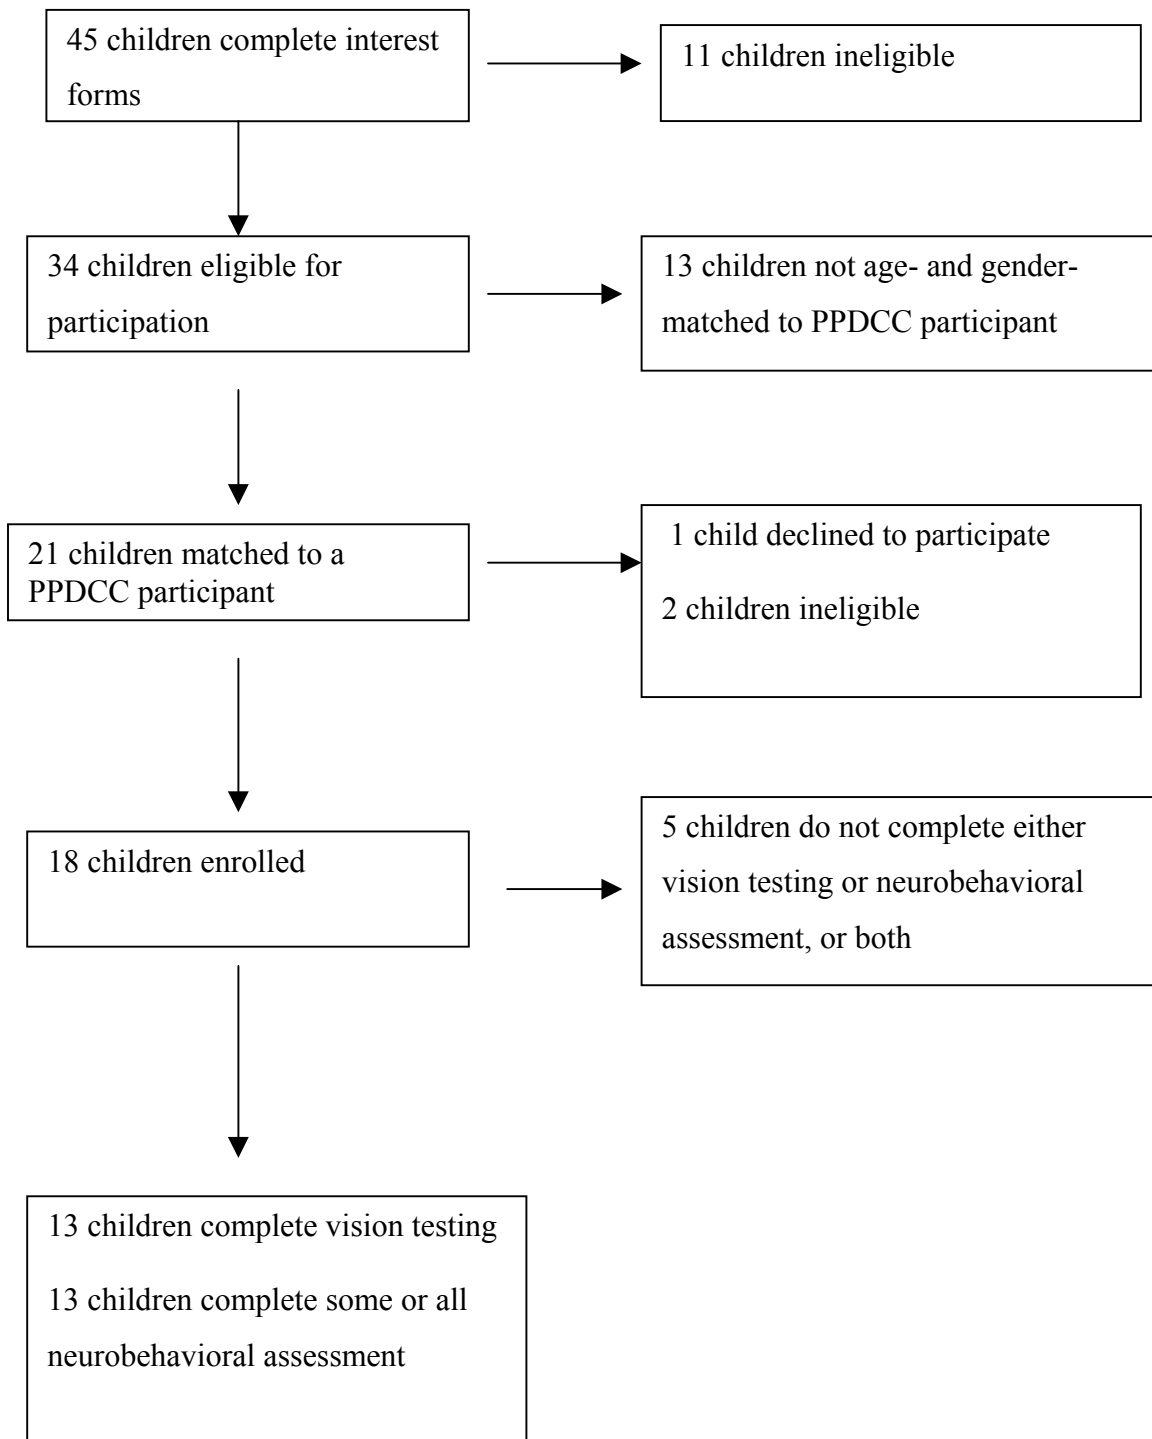 45 children complete interest
forms
11 children ineligible
34 children eligible for
participation
13 children not age- and gender-
matched to PPDCC participant
21 children matched to a
PPDCC participant
1 child declined to participate
2 children ineligible
18 children enrolled
5 children do not complete either
vision testing or neurobehavioral
assessment, or both
13 children complete vision testing
13 children complete some or all
neurobehavioral assessment